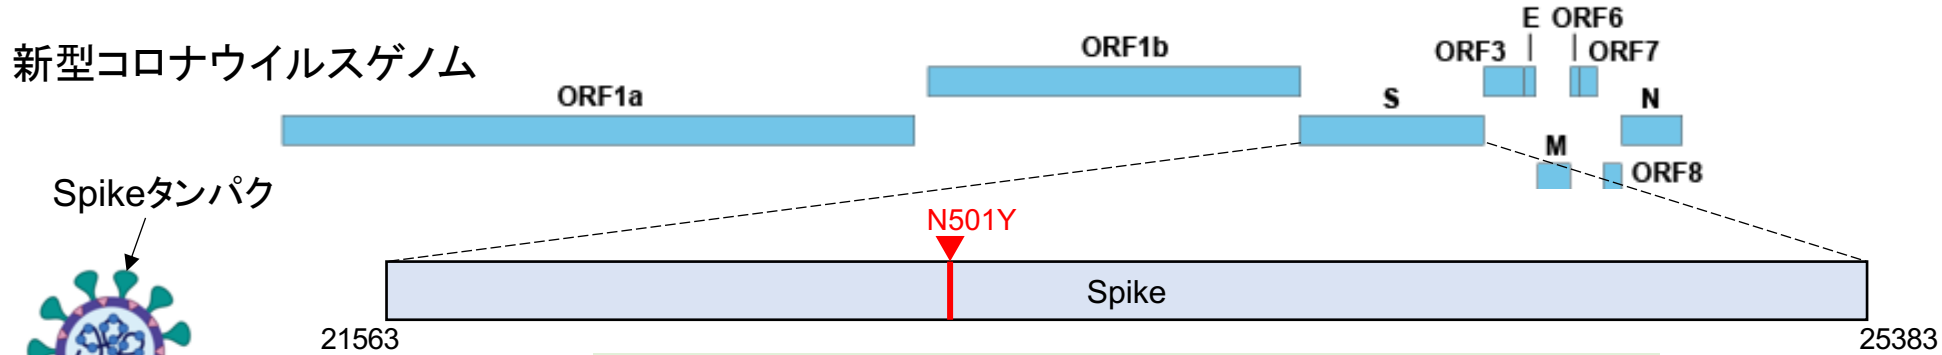 新型コロナウイルスゲノム
ORF1a
ORF1b
S
ORF3
E
ORF6
ORF7
M
N
ORF8
Spikeタンパク
N501Y
Spike
21563
25383